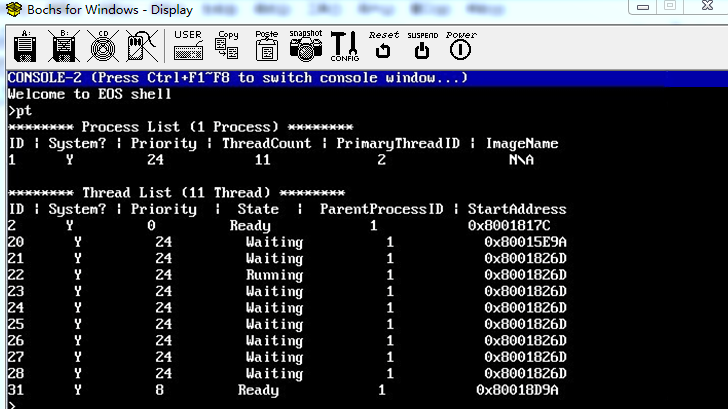 Bochs for Windows - Display
A: B: CD USER Copy Paste Snapshot CONFIG Reset SUSPEND Power
CONSOLE-2 (Press Ctrl+F1~F8 to switch console window...)
Welcome to EOS shell
>pt
******** Process List (1 Process) ********
ID | System? | Priority | ThreadCount | PrimaryThreadID | ImageName
1 Y 24 11 2 N\A
******** Thread List (11 Thread) ********
ID | System? | Priority | State | ParentProcessID | StartAddress
2 Y 0 Ready 1 0x8001817C
20 Y 24 Waiting 1 0x80015E9A
21 Y 24 Waiting 1 0x8001826D
22 Y 24 Running 1 0x8001826D
23 Y 24 Waiting 1 0x8001826D
24 Y 24 Waiting 1 0x8001826D
25 Y 24 Waiting 1 0x8001826D
26 Y 24 Waiting 1 0x8001826D
27 Y 24 Waiting 1 0x8001826D
28 Y 24 Waiting 1 0x8001826D
31 Y 8 Ready 1 0x80018D9A
>